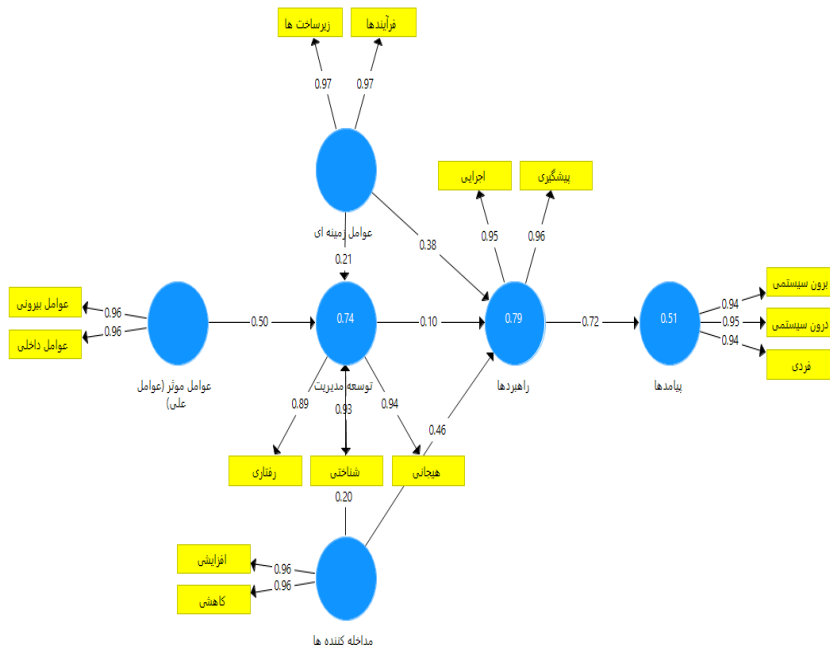 زیرساخت ها
فرآیندها
0.97
0.97
عوامل زمینه ای
اجرایی
پیشگیری
0.95
0.96
0.38
0.21
عوامل بیرونی
عوامل داخلی
0.96
0.96
عوامل موثر (عوامل
علی)
0.50
0.74
توسعه مدیریت
0.10
0.79
راهبردها
0.72
0.51
پیامدها
0.94
0.95
0.94
برون سیستمی
درون سیستمی
فردی
0.89
0.93
0.94
0.46
رفتاری
شناختی
هیجانی
0.20
افزایشی
کاهشی
0.96
0.96
مداخله کننده ها